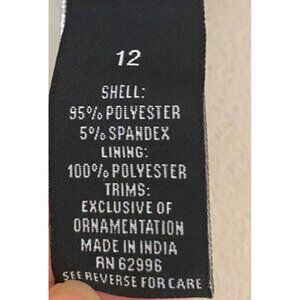 12
SHELL:
95% POLYESTER
5% SPANDEX
LINING:
100% POLYESTER
TRIMS:
EXCLUSIVE OF
ORNAMENTATION
MADE IN INDIA
RN 62996
SEE REVERSE FOR CARE